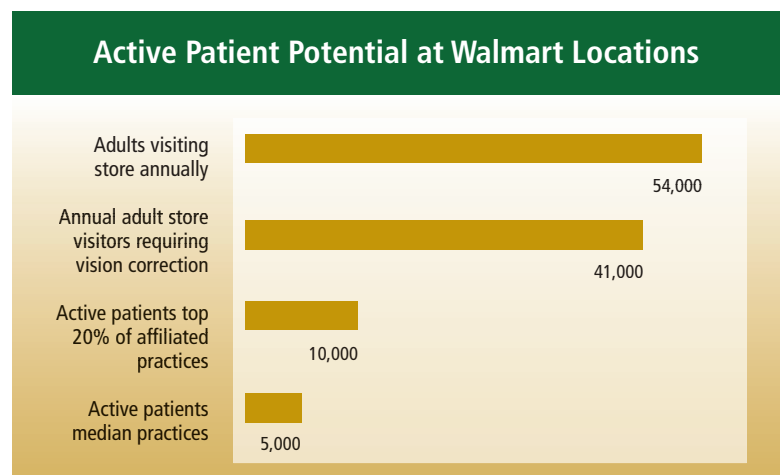 Active Patient Potential at Walmart Locations
Adults visiting
store annually
54,000
Annual adult store
visitors requiring
vision correction
41,000
Active patients top
20% of affiliated
practices
10,000
Active patients
median practices
5,000